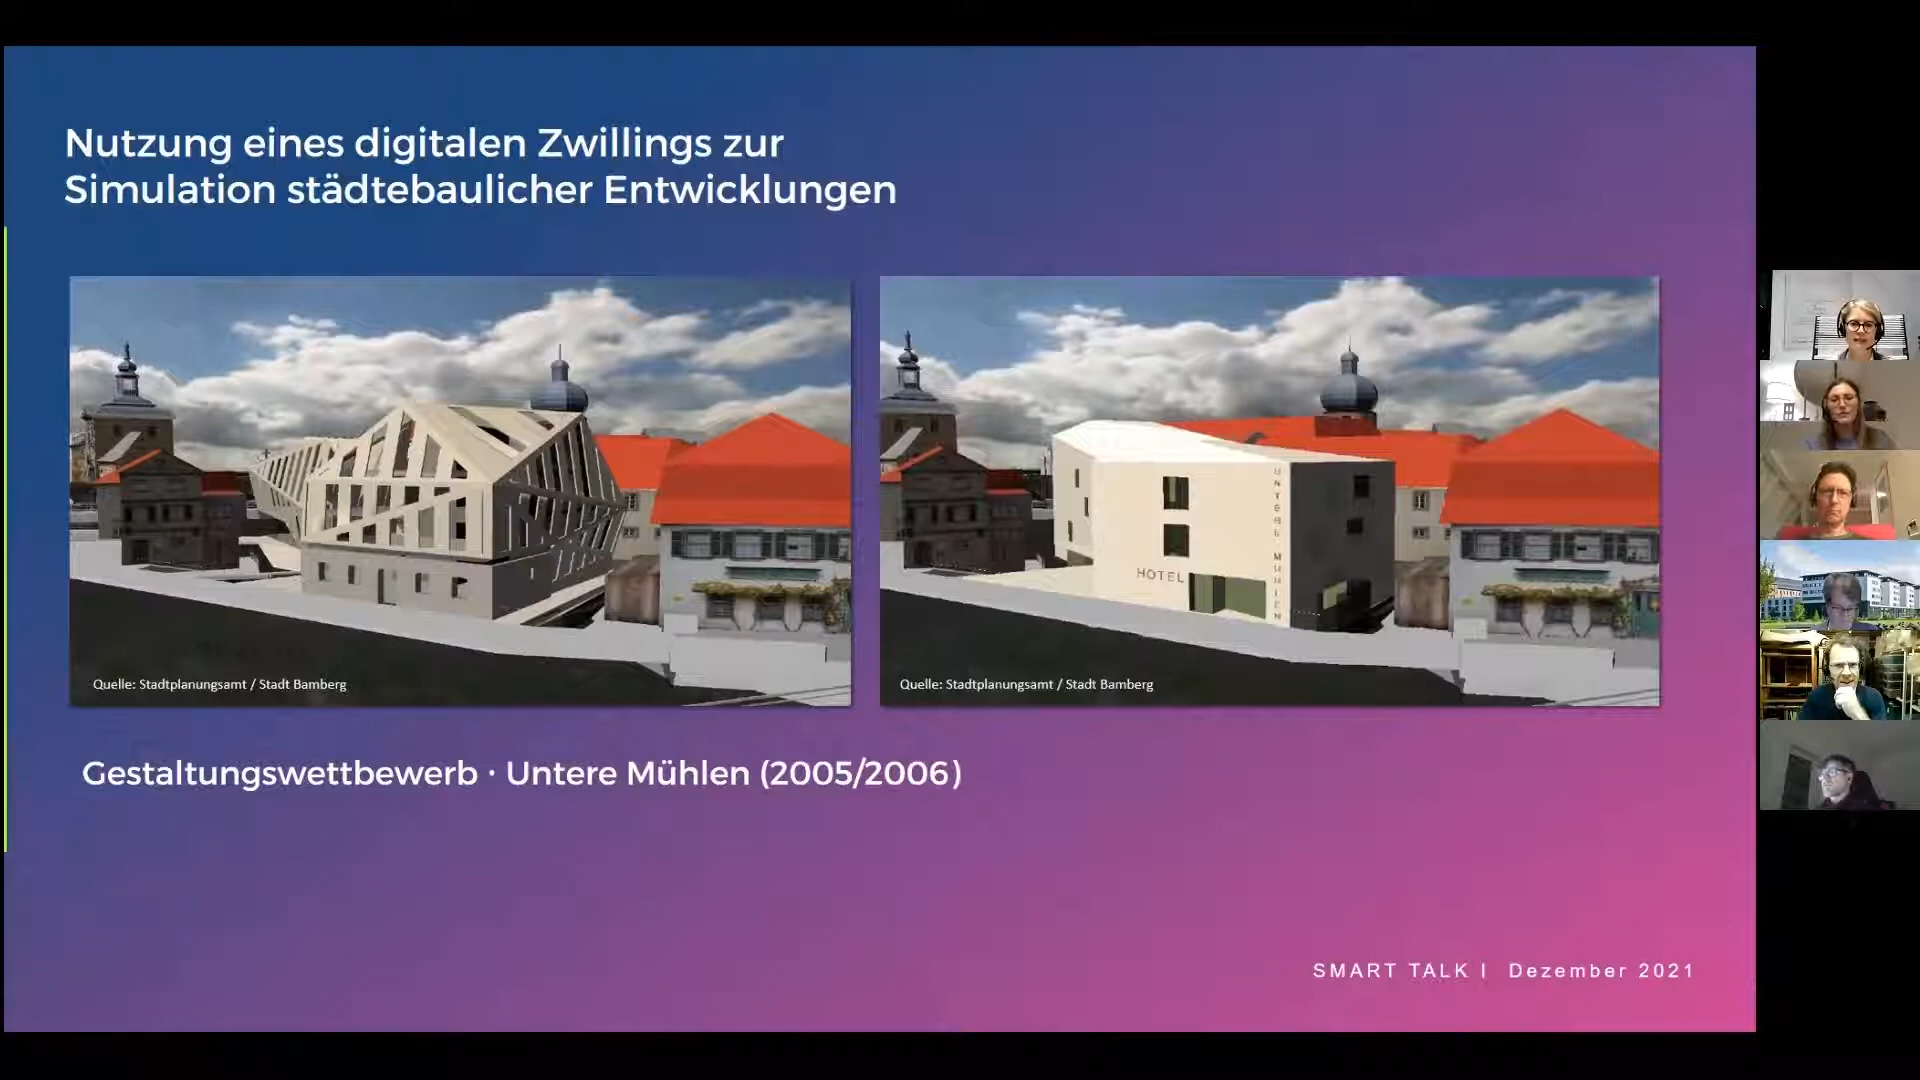 Nutzung eines digitalen Zwillings zur
Simulation städtebaulicher Entwicklungen
HOTEL
Quelle: Stadtplanungsamt / Stadt Bamberg
Quelle: Stadtplanungsamt / Stadt Bamberg
Gestaltungswettbewerb · Untere Mühlen (2005/2006)
SMART TALK I Dezember 2021